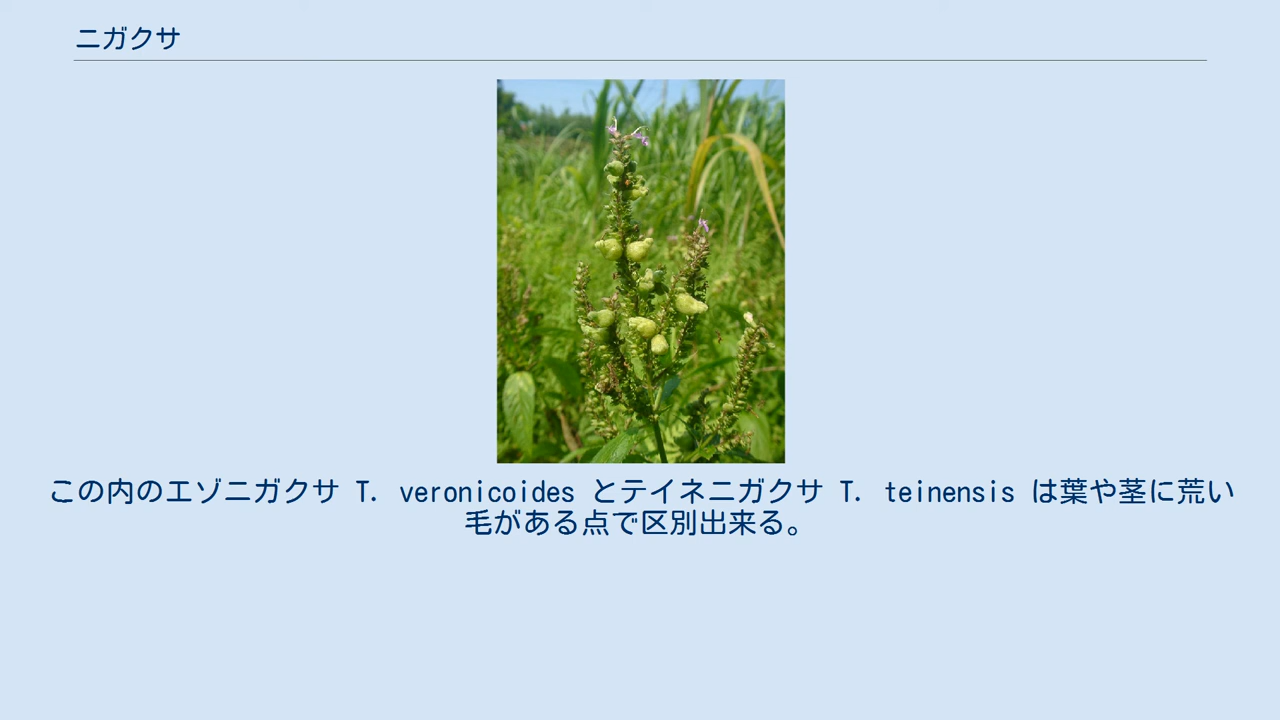 ニガクサ
この内のエゾニガクサ T. veronicoides とテイネニガクサ T. teinensis は葉や茎に荒い
毛がある点で区別出来る。